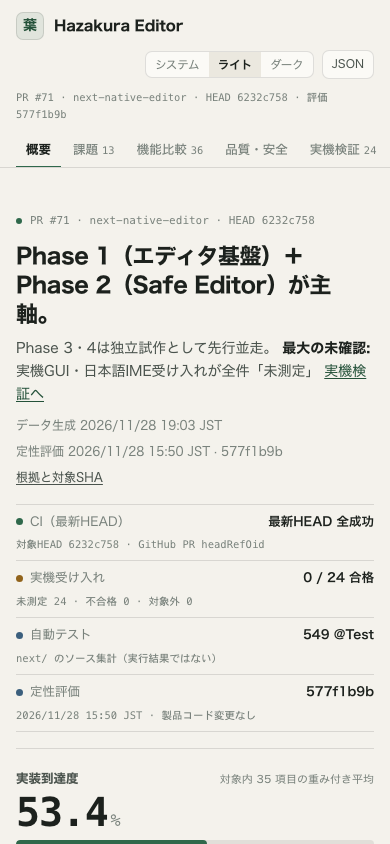 葉 Hazakura Editor
システム ライト ダーク JSON
PR #71 · next-native-editor · HEAD 6232c758 · 評価
577f1b9b
概要 課題 13 機能比較 36 品質・安全 実機検証 24
PR #71 · next-native-editor · HEAD 6232c758
Phase 1（エディタ基盤）＋
Phase 2（Safe Editor）が主
軸。
Phase 3・4は独立試作として先行並走。 最大の未確認:
実機GUI・日本語IME受け入れが全件「未測定」 実機検
証へ
データ生成 2026/11/28 19:03 JST
定性評価 2026/11/28 15:50 JST · 577f1b9b
根拠と対象SHA
CI（最新HEAD） 最新HEAD 全成功
対象HEAD 6232c758 · GitHub PR headRefOid
実機受け入れ 0 / 24 合格
未測定 24 · 不合格 0 · 対象外 0
自動テスト 549 @Test
next/ のソース集計（実行結果ではない）
定性評価 577f1b9b
2026/11/28 15:50 JST · 製品コード変更なし
実装到達度 対象内 35 項目の重み付き平均
53.4%